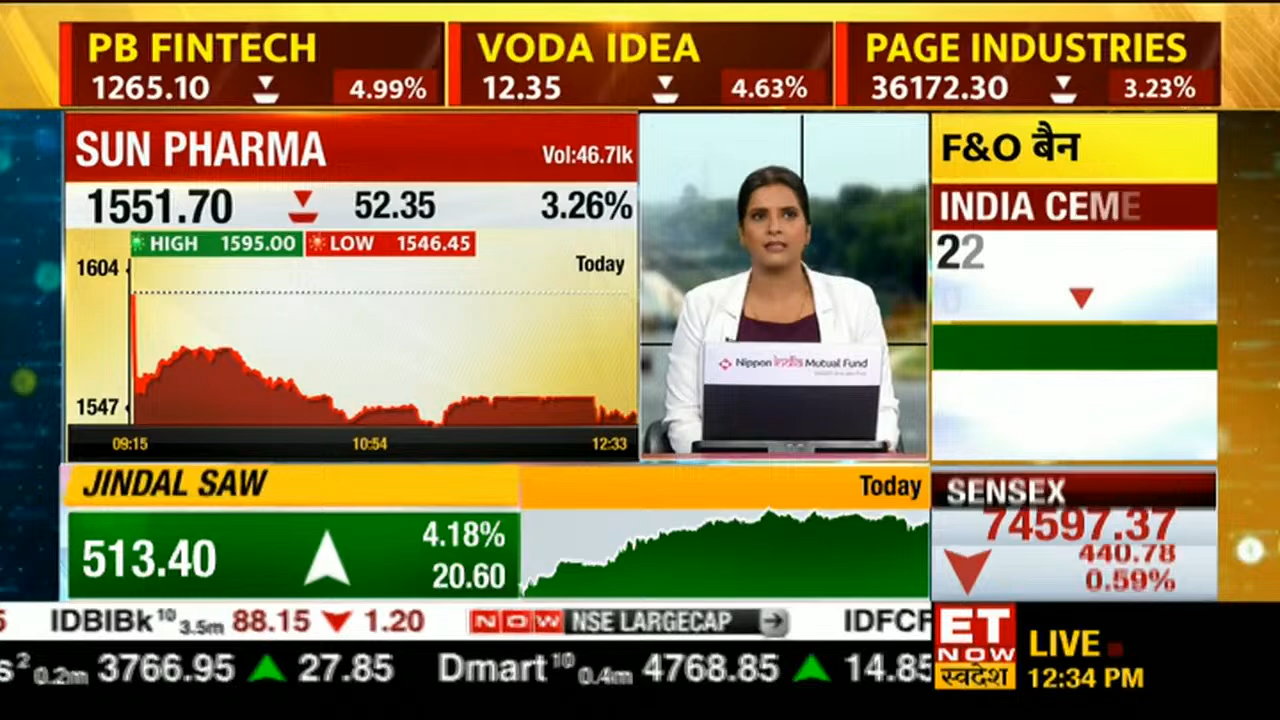 PB FINTECH
1265.10 4.99%
VODA IDEA
12.35 4.63%
PAGE INDUSTRIES
36172.30 3.23%
SUN PHARMA Vol:46.7lk
1551.70 52.35 3.26%
HIGH 1595.00 LOW 1546.45
1604 Today
1547
09:15 10:54 12:33
Nippon india Mutual Fund
F&O बैन
INDIA CEME
22
JINDAL SAW Today
513.40 4.18%
20.60
SENSEX
74597.37
440.78
0.59%
IDBIBk 10 3.5m 88.15 1.20 NOW NSE LARGECAP IDFCF
s 2 0.2m 3766.95 27.85 Dmart 10 0.4m 4768.85 14.85
ET
NOW
स्वदेश
LIVE
12:34 PM